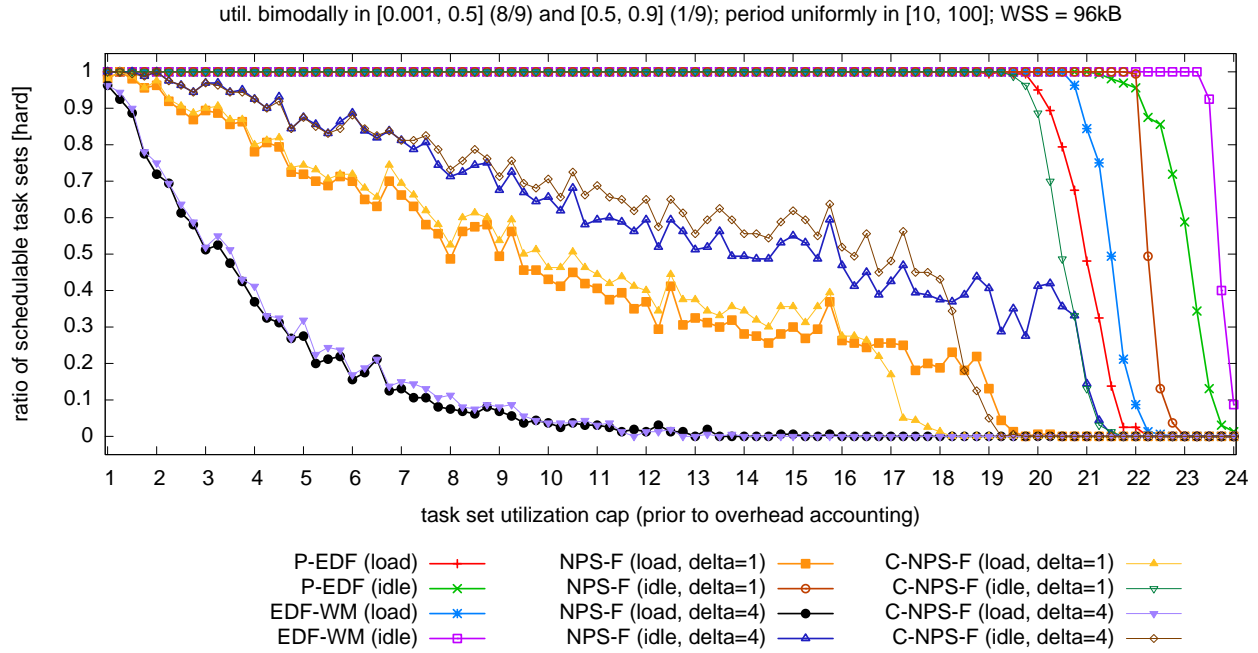 util. bimodally in [0.001, 0.5] (8/9) and [0.5, 0.9] (1/9); period uniformly in [10, 100]; WSS = 96kB
ratio of schedulable task sets [hard]
1
0.9
0.8
0.7
0.6
0.5
0.4
0.3
0.2
0.1
0
1 2 3 4 5 6 7 8 9 10 11 12 13 14 15 16 17 18 19 20 21 22 23 24
task set utilization cap (prior to overhead accounting)
P-EDF (load) NPS-F (load, delta=1) C-NPS-F (load, delta=1)
P-EDF (idle) NPS-F (idle, delta=1) C-NPS-F (idle, delta=1)
EDF-WM (load) NPS-F (load, delta=4) C-NPS-F (load, delta=4)
EDF-WM (idle) NPS-F (idle, delta=4) C-NPS-F (idle, delta=4)